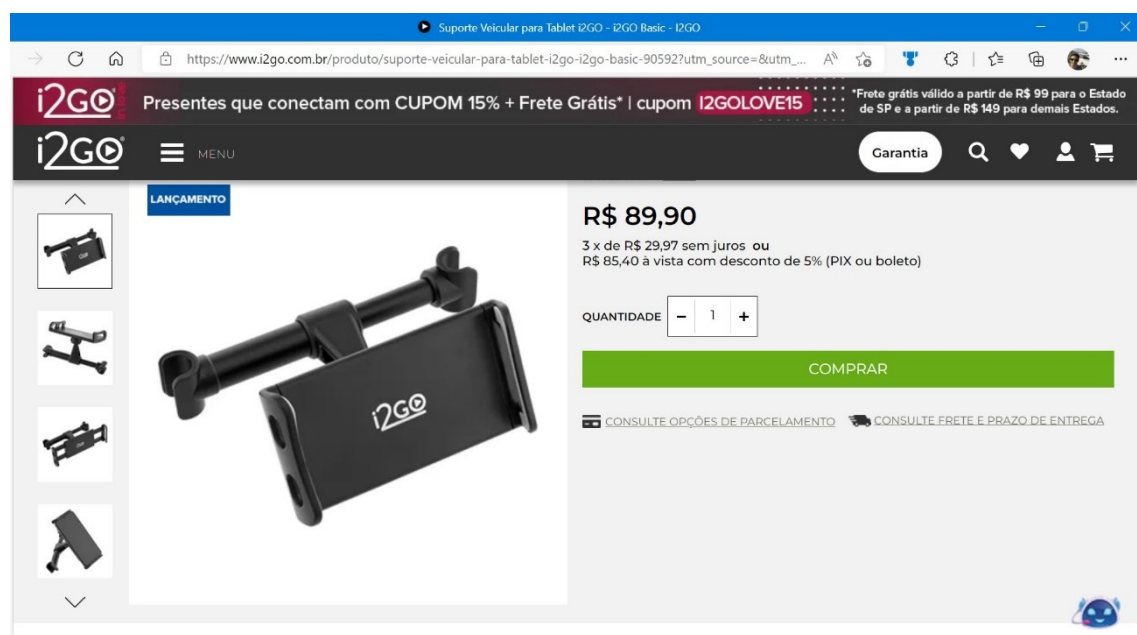 Suporte Veicular para Tablet i2GO - i2GO Basic - I2GO
https://www.i2go.com.br/produto/suporte-veicular-para-tablet-i2go-i2go-basic-90592?utm_source=&utm_...
i2GO
Presentes que conectam com CUPOM 15% + Frete Grátis* | cupom I2GOLOVE15
*Frete grátis válido a partir de R$ 99 para o Estado
de SP e a partir de R$ 149 para demais Estados.
i2GO
MENU
Garantia
LANÇAMENTO
R$ 89,90
3 x de R$ 29,97 sem juros ou
R$ 85,40 à vista com desconto de 5% (PIX ou boleto)
QUANTIDADE - 1 +
COMPRAR
CONSULTE OPÇÕES DE PARCELAMENTO
CONSULTE FRETE E PRAZO DE ENTREGA
i2GO